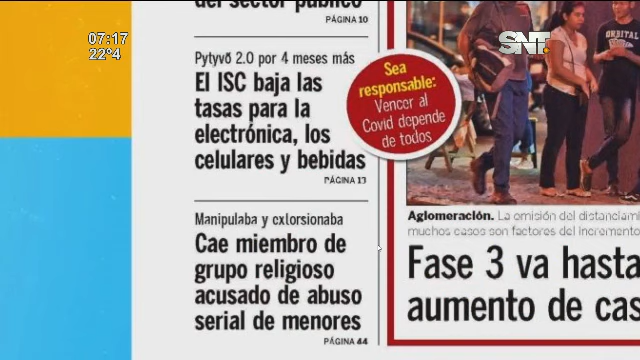 07:17
22°4
SNT
del sector público
PÁGINA 10
Pytyvõ 2.0 por 4 meses más
El ISC baja las
tasas para la
electrónica, los
celulares y bebidas
PÁGINA 13
Manipulaba y extorsionaba
Cae miembro de
grupo religioso
acusado de abuso
serial de menores
PÁGINA 44
Sea
responsable:
Vencer al
Covid depende
de todos
ORBITAL
Aglomeración. La omisión del distanciami
muchos casos son factores del incremento
Fase 3 va hasta
aumento de cas